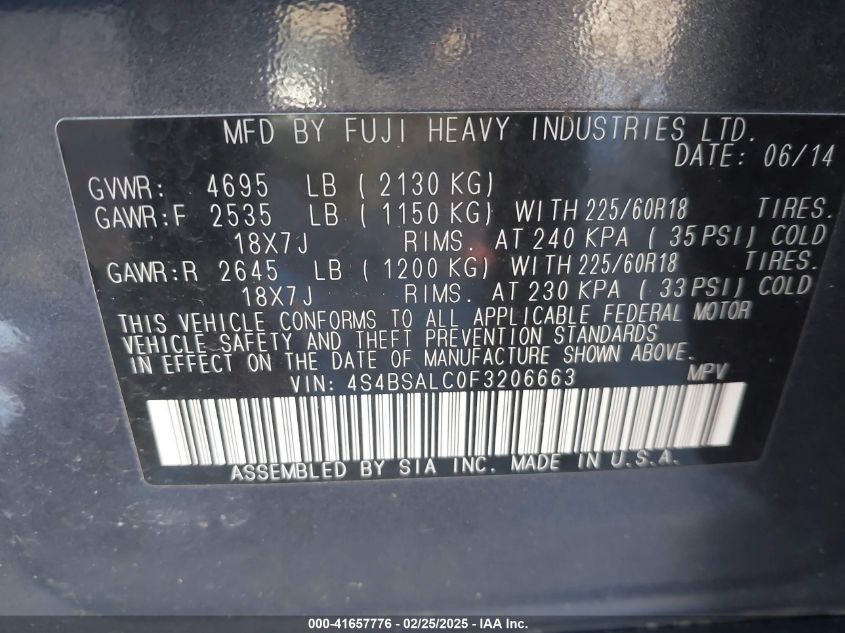 MFD BY FUJI HEAVY INDUSTRIES LTD.
DATE: 06/14
GVWR: 4695 LB ( 2130 KG)
GAWR:F 2535 LB ( 1150 KG) WITH 225/60R18 TIRES.
18X7J RIMS. AT 240 KPA ( 35 PSI) COLD
GAWR:R 2645 LB ( 1200 KG) WITH 225/60R18 TIRES.
18X7J RIMS. AT 230 KPA ( 33 PSI) COLD
THIS VEHICLE CONFORMS TO ALL APPLICABLE FEDERAL MOTOR
VEHICLE SAFETY AND THEFT PREVENTION STANDARDS
IN EFFECT ON THE DATE OF MANUFACTURE SHOWN ABOVE.
VIN: 4S4BSALC0F3206663 MPV
ASSEMBLED BY SIA INC. MADE IN U.S.A.
000-41657776 - 02/25/2025 - IAA Inc.